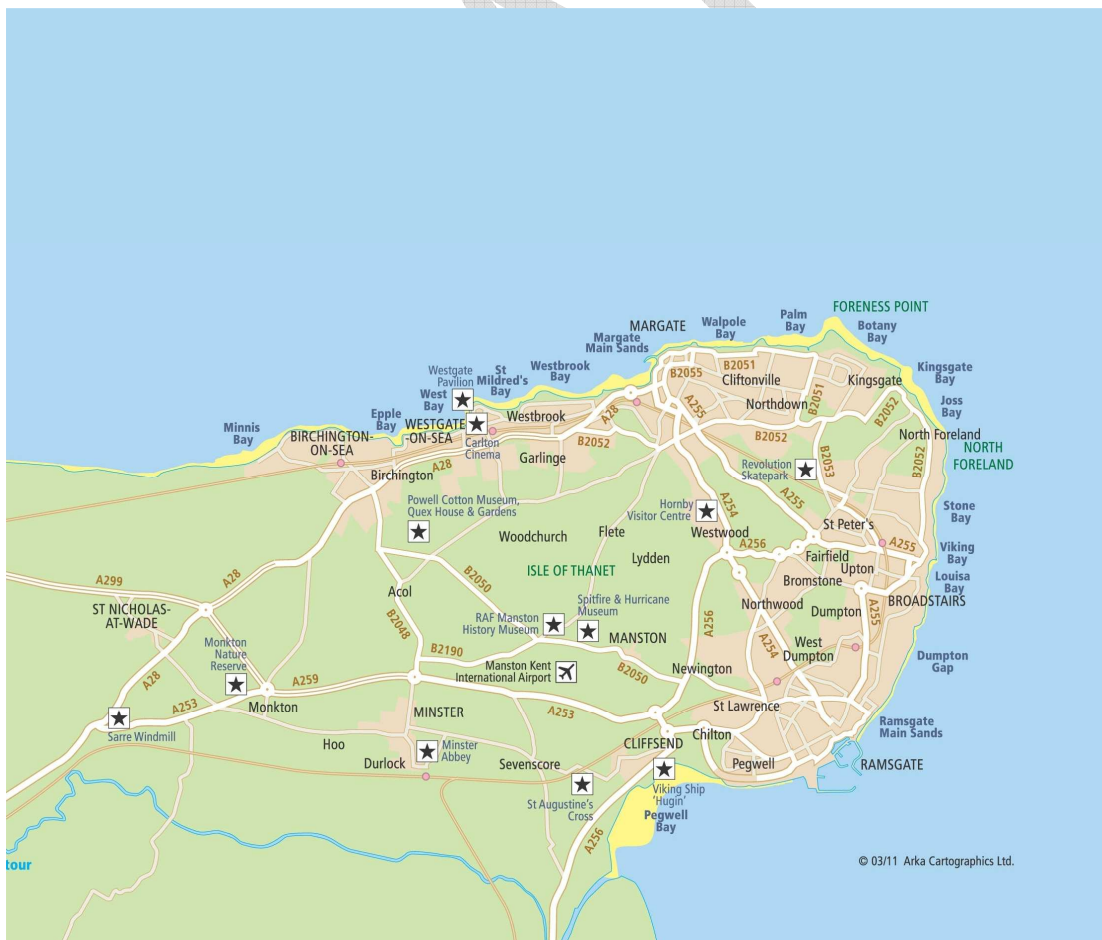 FORENESS POINT
MARGATE
Walpole
Bay
Palm
Bay
Botany
Bay
Margate
Main Sands
Westbrook
Bay
St
Mildred's
Bay
Westgate
Pavilion
West
Bay
Epple
Bay
Minnis
Bay
Kingsgate
Bay
Joss
Bay
B2051
B2055
Cliftonville
Kingsgate
B2051
Northdown
B2052
A255
A28
Westbrook
WESTGATE
-ON-SEA
BIRCHINGTON-
ON-SEA
Carlton
Cinema
B2052
B2052
North Foreland
NORTH
FORELAND
Garlinge
A28
Birchington
Revolution
Skatepark
B2053
B2052
Powell Cotton Museum,
Quex House & Gardens
Hornby
Visitor Centre
A254
A255
Stone
Bay
Woodchurch
Flete
Westwood
St Peter's
A256
A255
Viking
Bay
Lydden
Fairfield
Upton
Louisa
Bay
ISLE OF THANET
B2050
Bromstone
BROADSTAIRS
A299
A28
Acol
Spitfire & Hurricane
Museum
Northwood
Dumpton
A255
ST NICHOLAS-
AT-WADE
B2048
RAF Manston
History Museum
MANSTON
A256
A254
West
Dumpton
Dumpton
Gap
Monkton
Nature
Reserve
B2190
Manston Kent
International Airport
B2050
Newington
A28
A259
A253
Monkton
MINSTER
A253
St Lawrence
Ramsgate
Main Sands
Sarre Windmill
Hoo
Minster
Abbey
CLIFFSEND
Chilton
Durlock
Sevenscore
Pegwell
RAMSGATE
St Augustine's
Cross
Viking Ship
'Hugin'
Pegwell
Bay
A256
tour
© 03/11 Arka Cartographics Ltd.